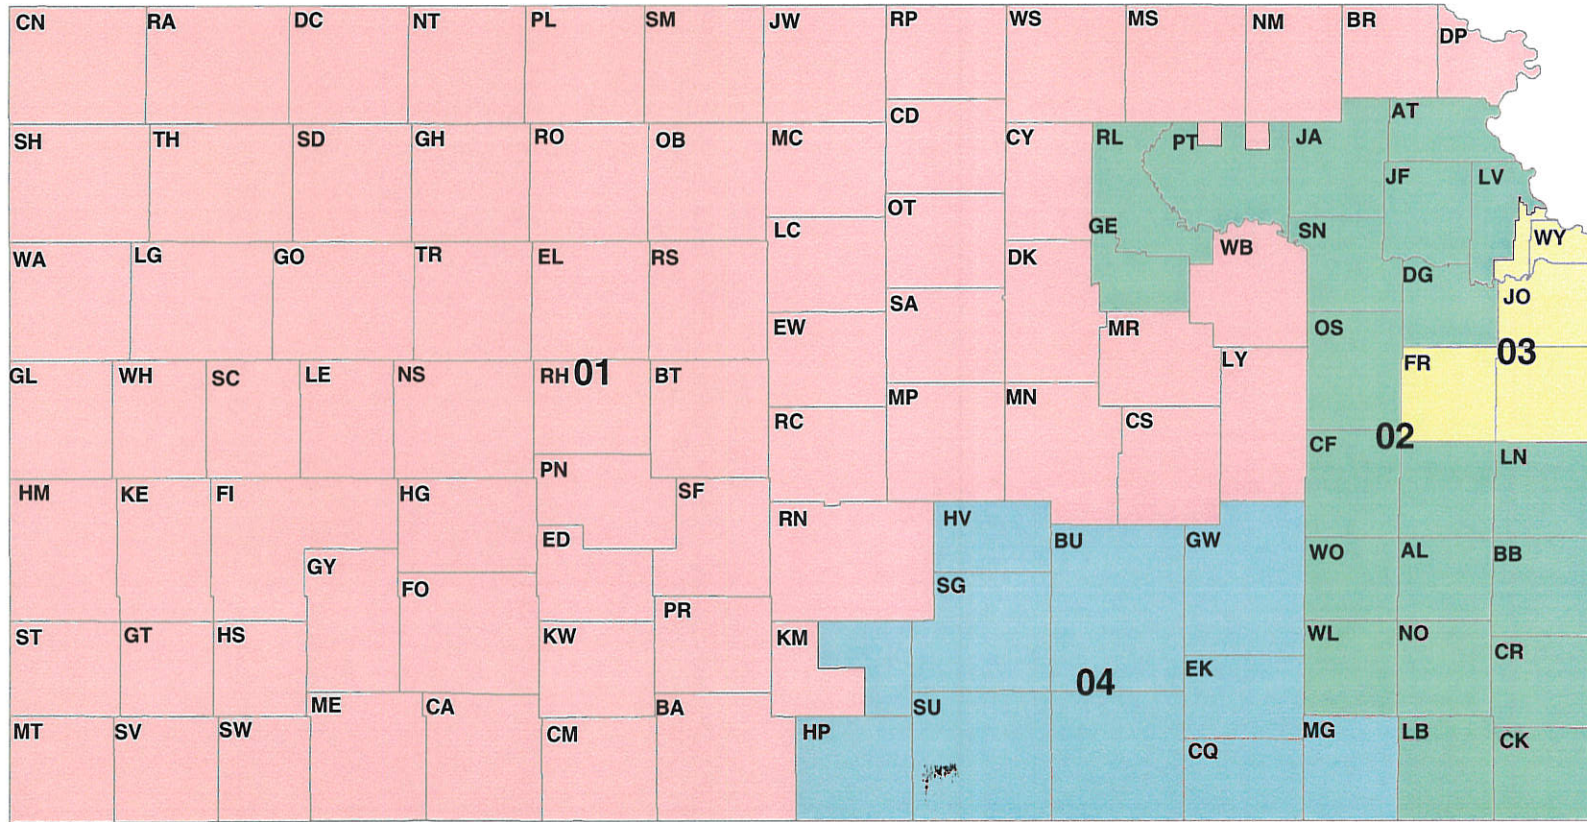 CN RA DC NT PL SM JW RP WS MS NM BR DP
SH TH SD GH RO OB MC CD CY RL PT JA AT
JF LV
WA LG GO TR EL RS LC OT DK GE WB SN DG WY
EW SA MR OS JO
GL WH SC LE NS RH 01 BT RC MP MN CS LY FR 03
02
HM KE FI HG PN SF CF LN
GY FO ED RN HV BU GW WO AL BB
SG
ST GT HS KW PR KM EK WL NO CR
04
MT SV SW ME CA CM BA HP SU CQ MG LB CK